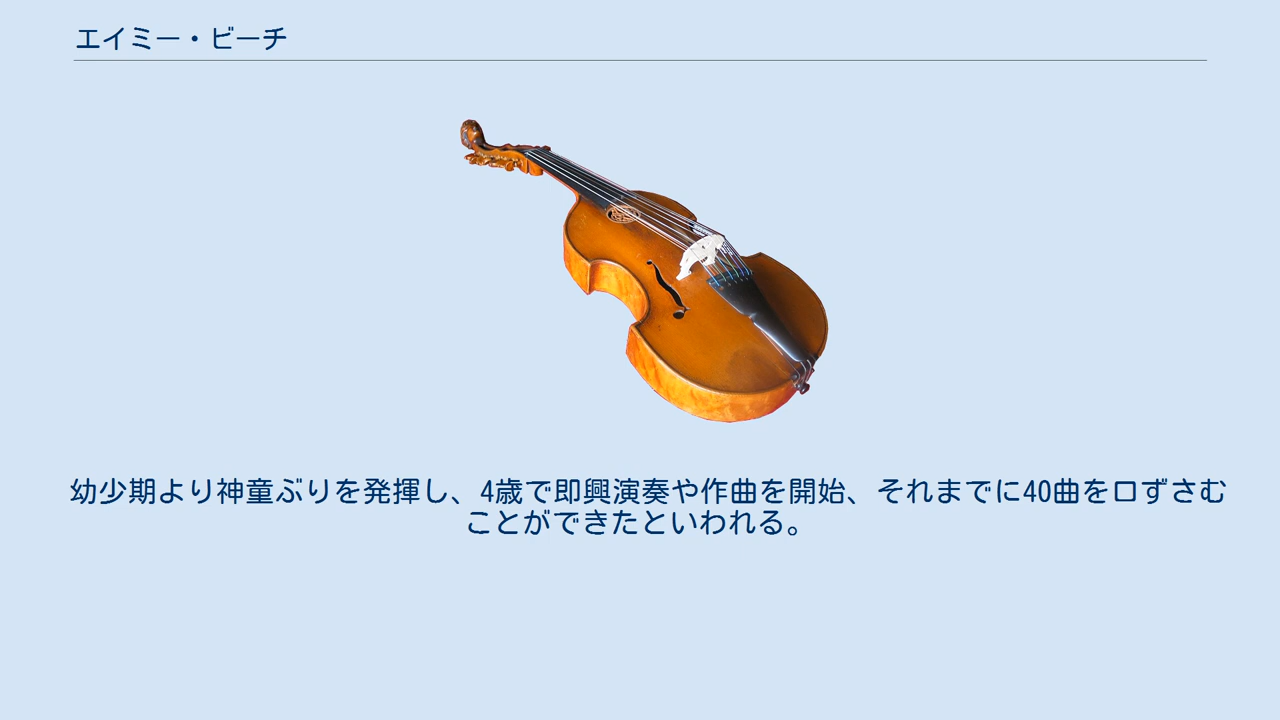 エイミー・ビーチ
幼少期より神童ぶりを発揮し、4歳で即興演奏や作曲を開始、それまでに40曲を口ずさむ
ことができたといわれる。